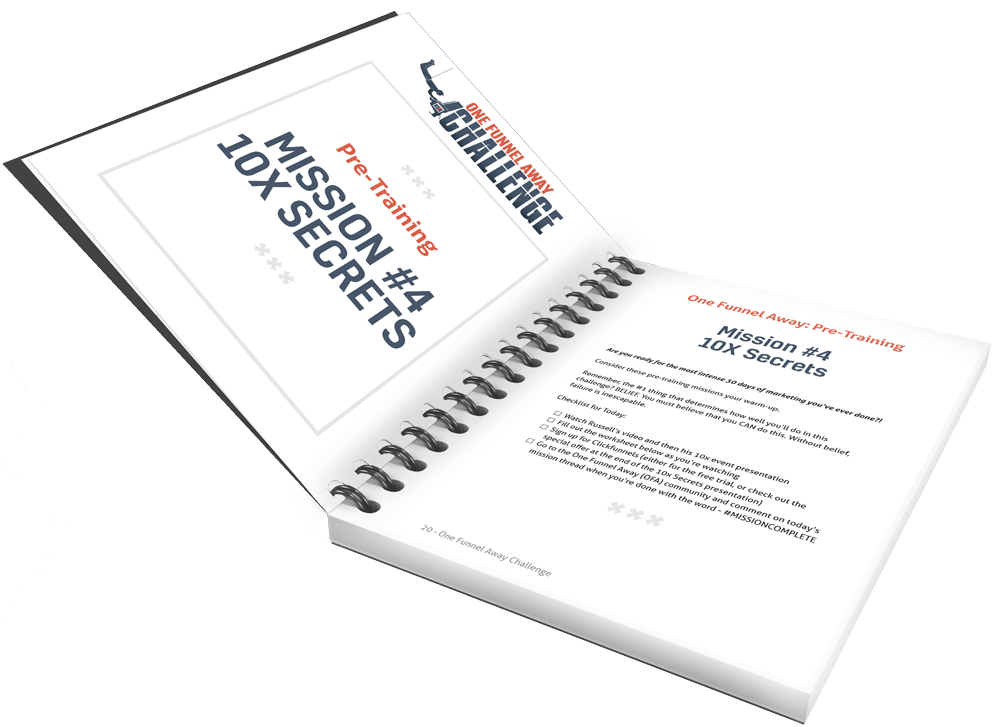 ONE FUNNEL AWAY
CHALLENGE
Pre-Training
MISSION #4
10X SECRETS
One Funnel Away: Pre-Training
Mission #4
10X Secrets
Are you ready for the most intense 30 days of marketing you've ever done?!
Consider these pre-training missions your warm-up.
Remember, the #1 thing that determines how well you'll do in this
challenge? BELIEF. You must believe that you CAN do this. Without belief,
failure is inescapable.
Checklist for Today:
Watch Russell's video and then his 10x event presentation
Fill out the worksheet below as you're watching
Sign up for Clickfunnels (either for the free trial, or check out the
special offer at the end of the 10x Secrets presentation)
Go to the One Funnel Away (OFA) community and comment on today's
mission thread when you're done with the word - #MISSIONCOMPLETE
20 - One Funnel Away Challenge